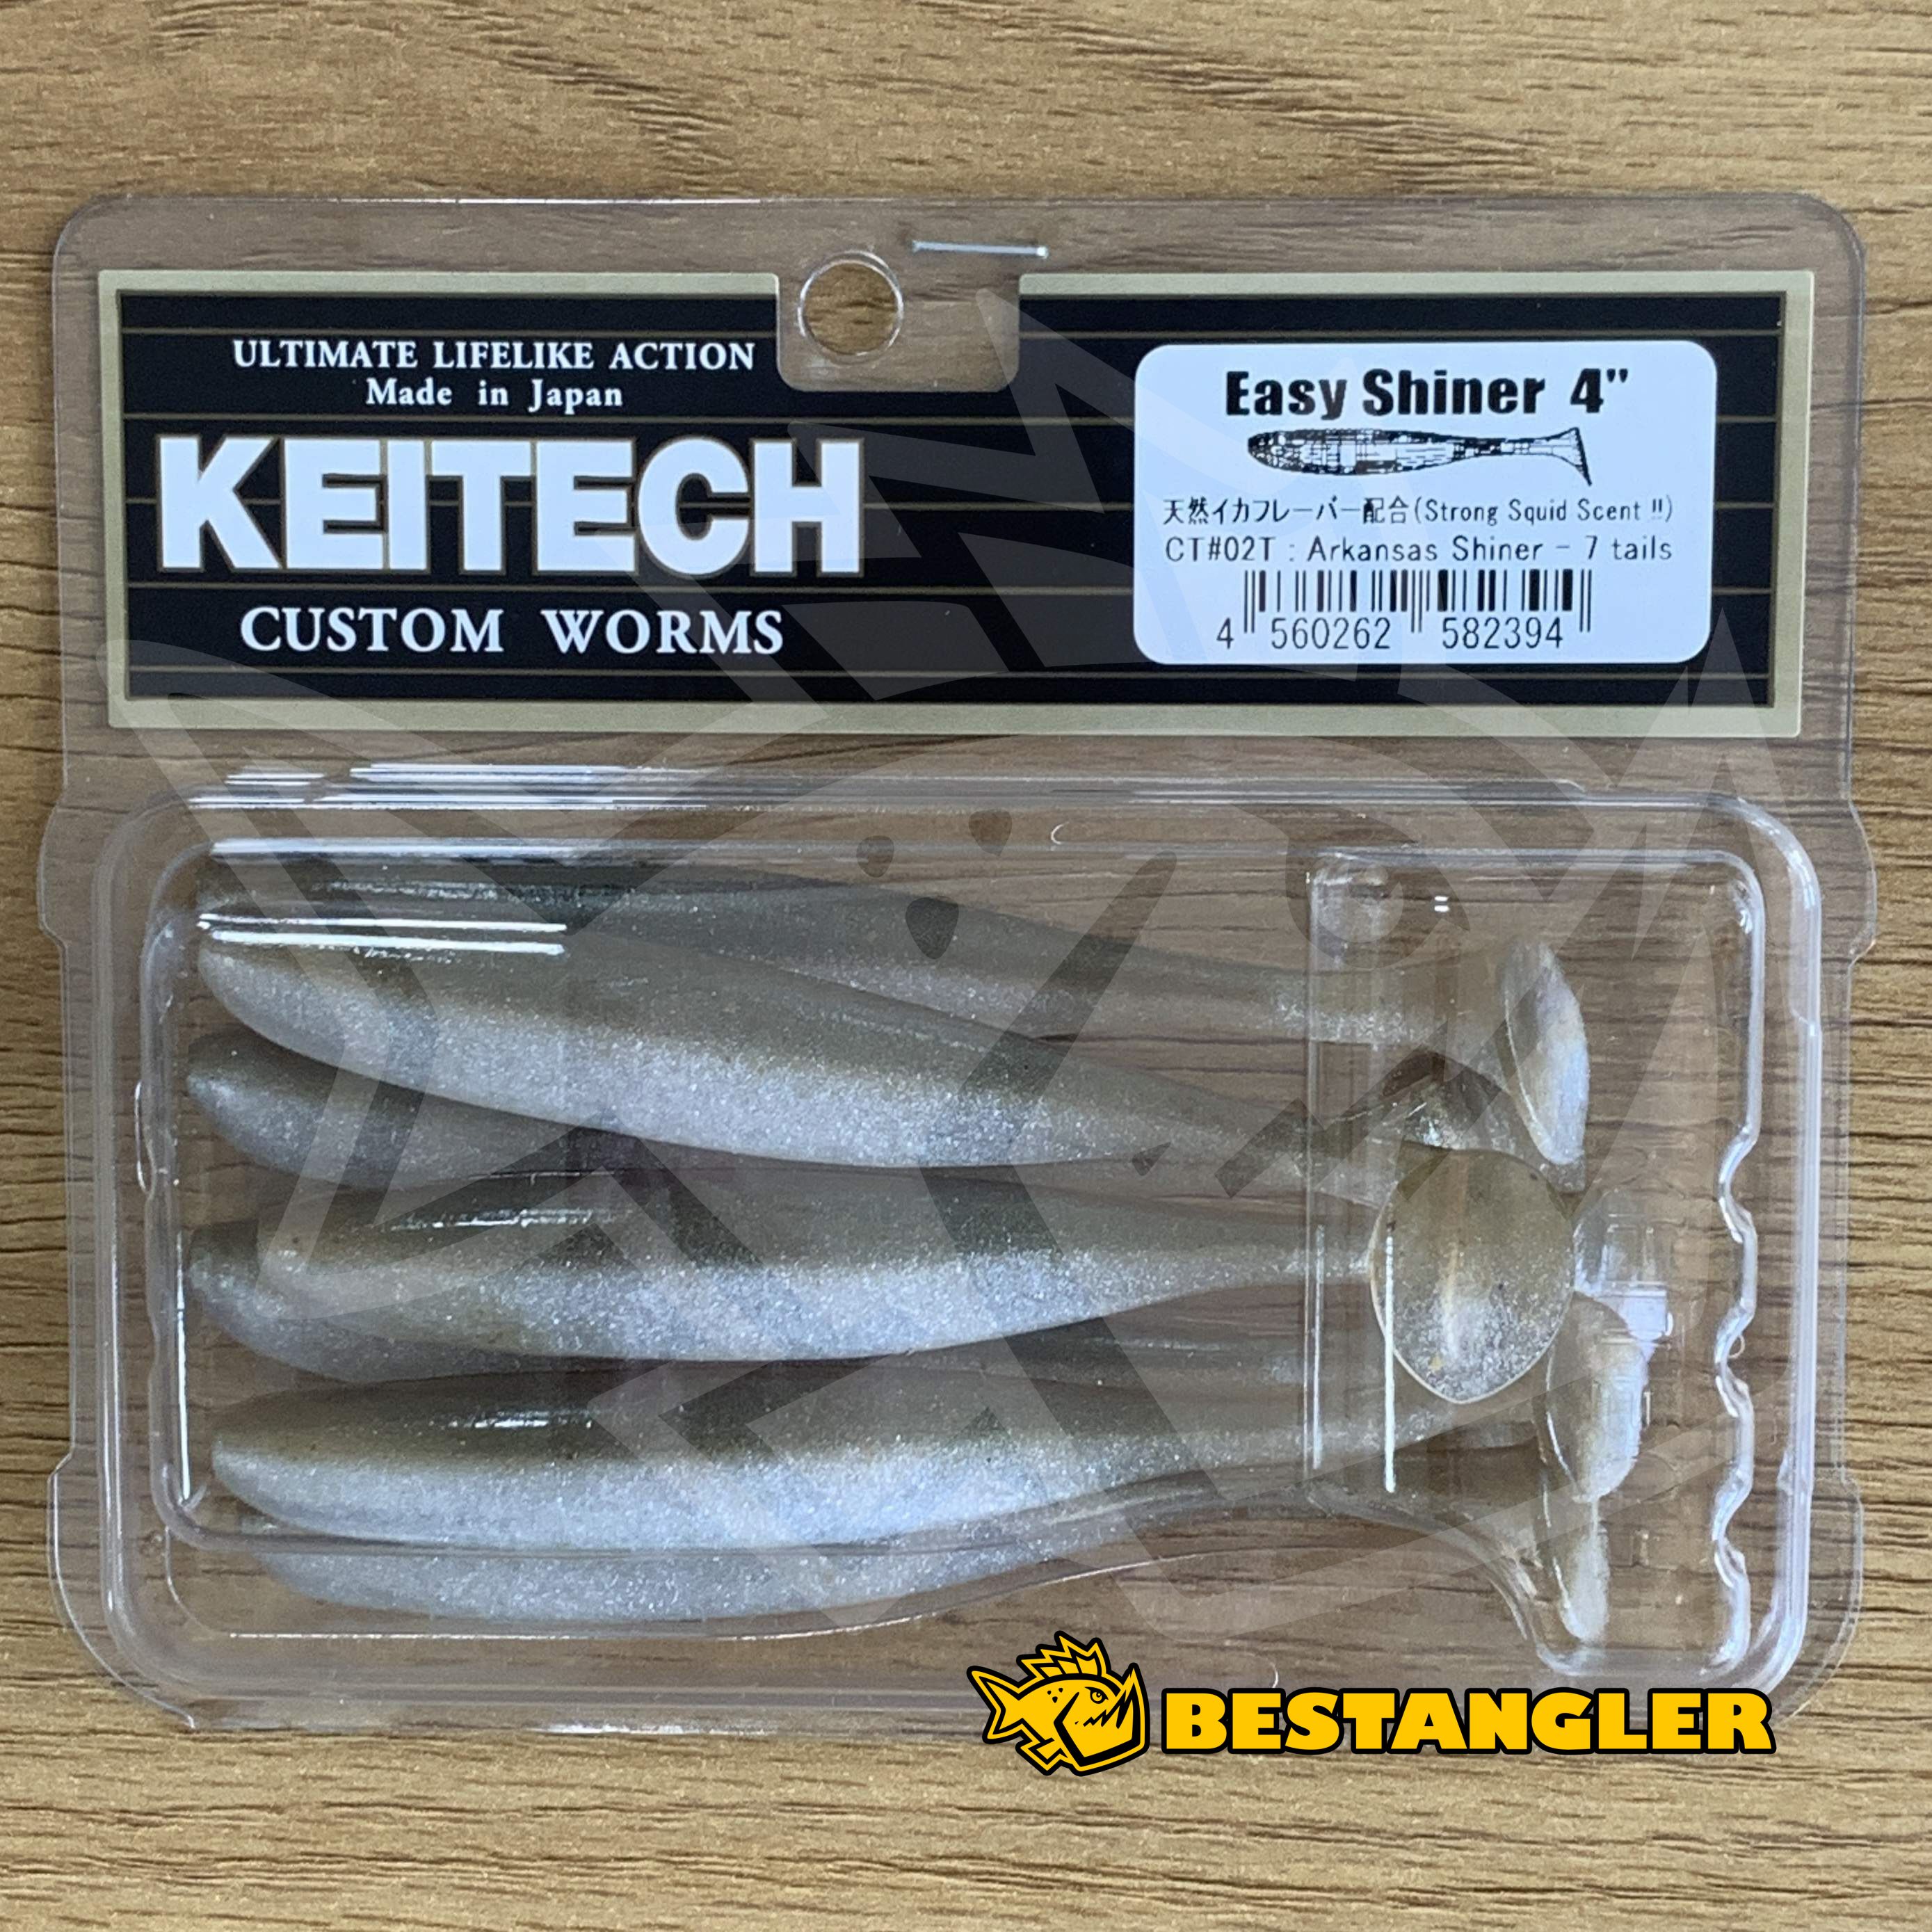 ULTIMATE LIFELIKE ACTION
Made in Japan
KEITECH
CUSTOM WORMS
Easy Shiner 4"
天然イカフレーバー配合(Strong Squid Scent !!)
CT#02T : Arkansas Shiner - 7 tails
4 560262 582394
BESTANGLER